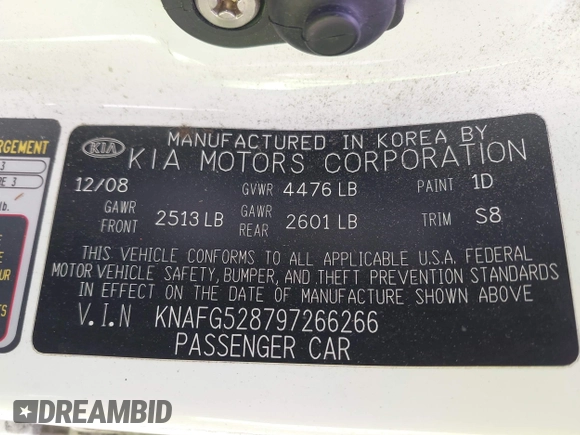 KIA
MANUFACTURED IN KOREA BY
KIA MOTORS CORPORATION
12/08 GVWR 4476 LB PAINT 1D
GAWR FRONT 2513 LB GAWR REAR 2601 LB TRIM S8
THIS VEHICLE CONFORMS TO ALL APPLICABLE U.S.A. FEDERAL
MOTOR VEHICLE SAFETY, BUMPER, AND THEFT PREVENTION STANDARDS
IN EFFECT ON THE DATE OF MANUFACTURE SHOWN ABOVE
V.I.N KNAFG528797266266
PASSENGER CAR
DREAMBID